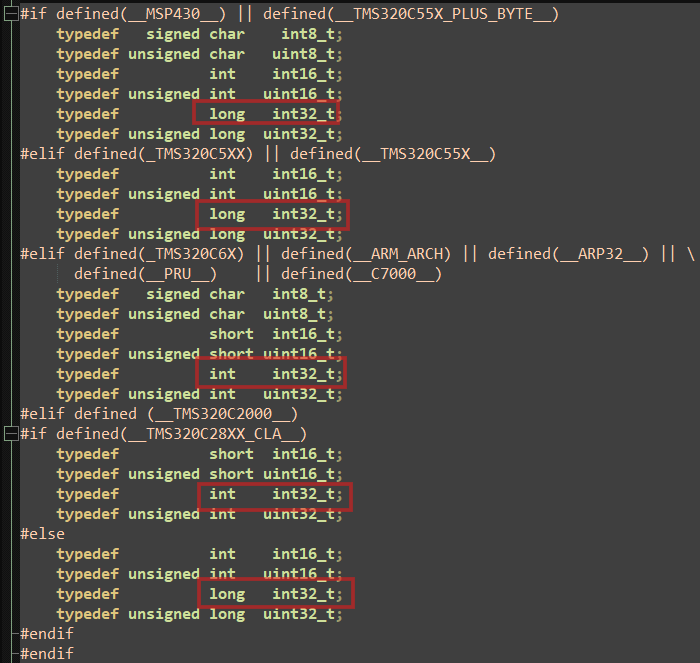 #if defined(__MSP430__) || defined(__TMS320C55X_PLUS_BYTE__)
    typedef   signed char    int8_t;
    typedef unsigned char   uint8_t;
    typedef          int    int16_t;
    typedef unsigned int   uint16_t;
    typedef          long   int32_t;
    typedef unsigned long  uint32_t;
#elif defined(_TMS320C5XX) || defined(__TMS320C55X__)
    typedef          int    int16_t;
    typedef unsigned int   uint16_t;
    typedef          long   int32_t;
    typedef unsigned long  uint32_t;
#elif defined(_TMS320C6X) || defined(__ARM_ARCH) || defined(__ARP32__) || \
      defined(__PRU__)    || defined(__C7000__)
    typedef   signed char   int8_t;
    typedef unsigned char  uint8_t;
    typedef          short  int16_t;
    typedef unsigned short uint16_t;
    typedef          int    int32_t;
    typedef unsigned int   uint32_t;
#elif defined (__TMS320C2000__)
#if defined(__TMS320C28XX_CLA__)
    typedef          short  int16_t;
    typedef unsigned short uint16_t;
    typedef          int    int32_t;
    typedef unsigned int   uint32_t;
#else
    typedef          int    int16_t;
    typedef unsigned int   uint16_t;
    typedef          long   int32_t;
    typedef unsigned long  uint32_t;
#endif
#endif